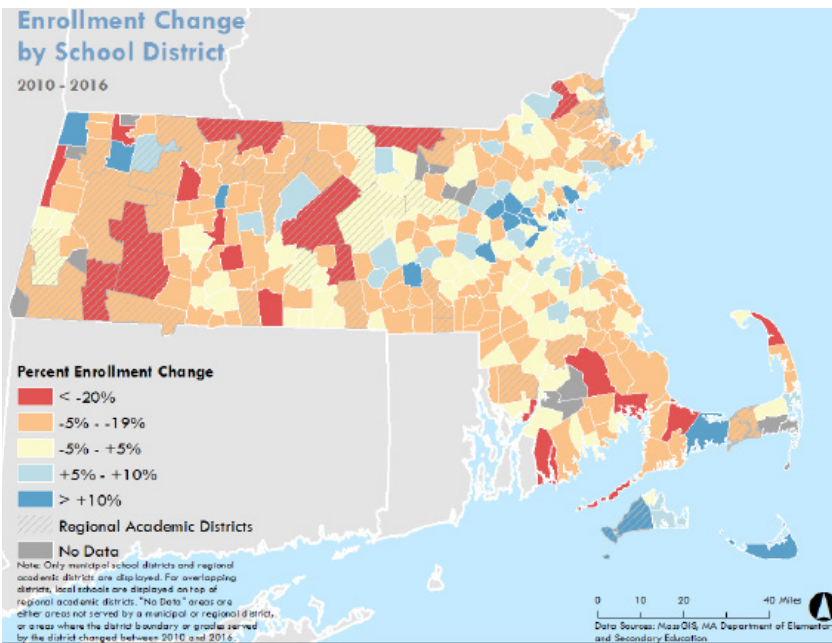 Enrollment Change
by School District
2010 - 2016
Percent Enrollment Change
< -20%
-5% - -19%
-5% - +5%
+5% - +10%
> +10%
Regional Academic Districts
No Data
Note: Only municipal school districts and regional
academic districts are displayed. For overlapping
districts, local schools are displayed on top of
regional academic districts. "No Data" areas are
either areas not served by a municipal or regional district,
or areas where the district boundary or grades served
by the district changed between 2010 and 2016.
0 10 20 40 Miles
Data Sources: MassGIS, MA Department of Elementar
and Secondary Education